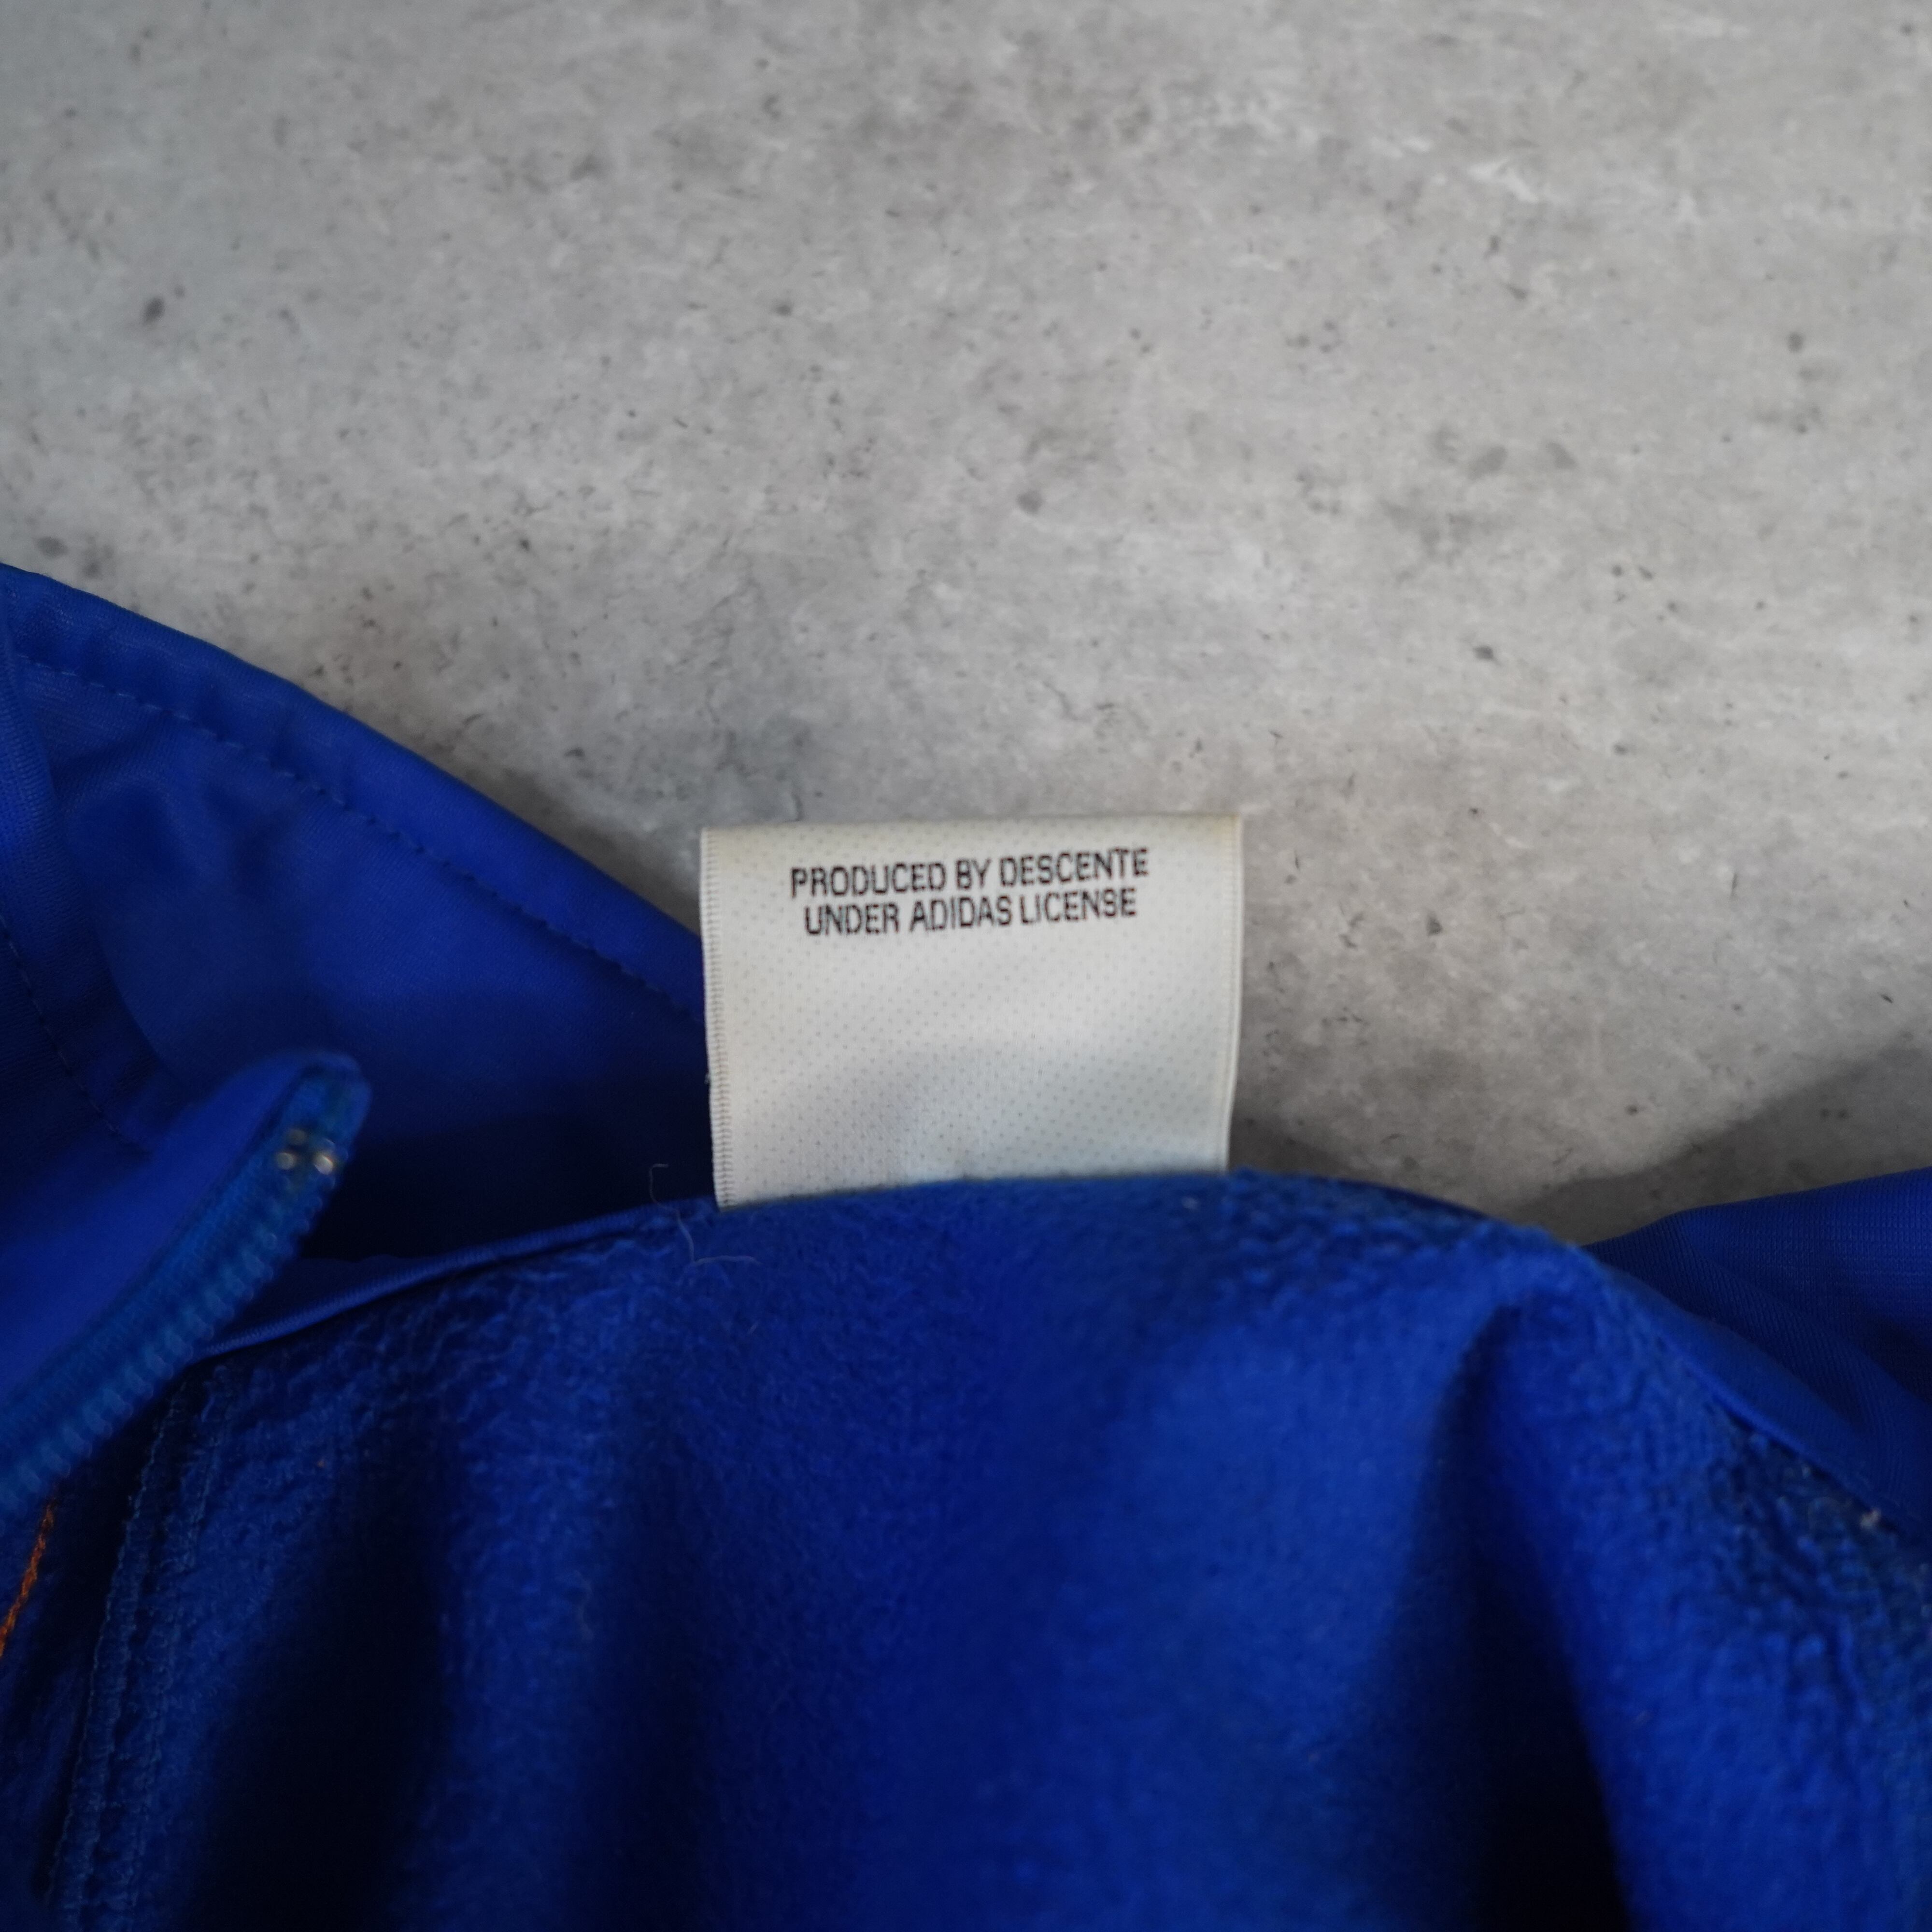 PRODUCED BY DESCENTE
UNDER ADIDAS LICENSE